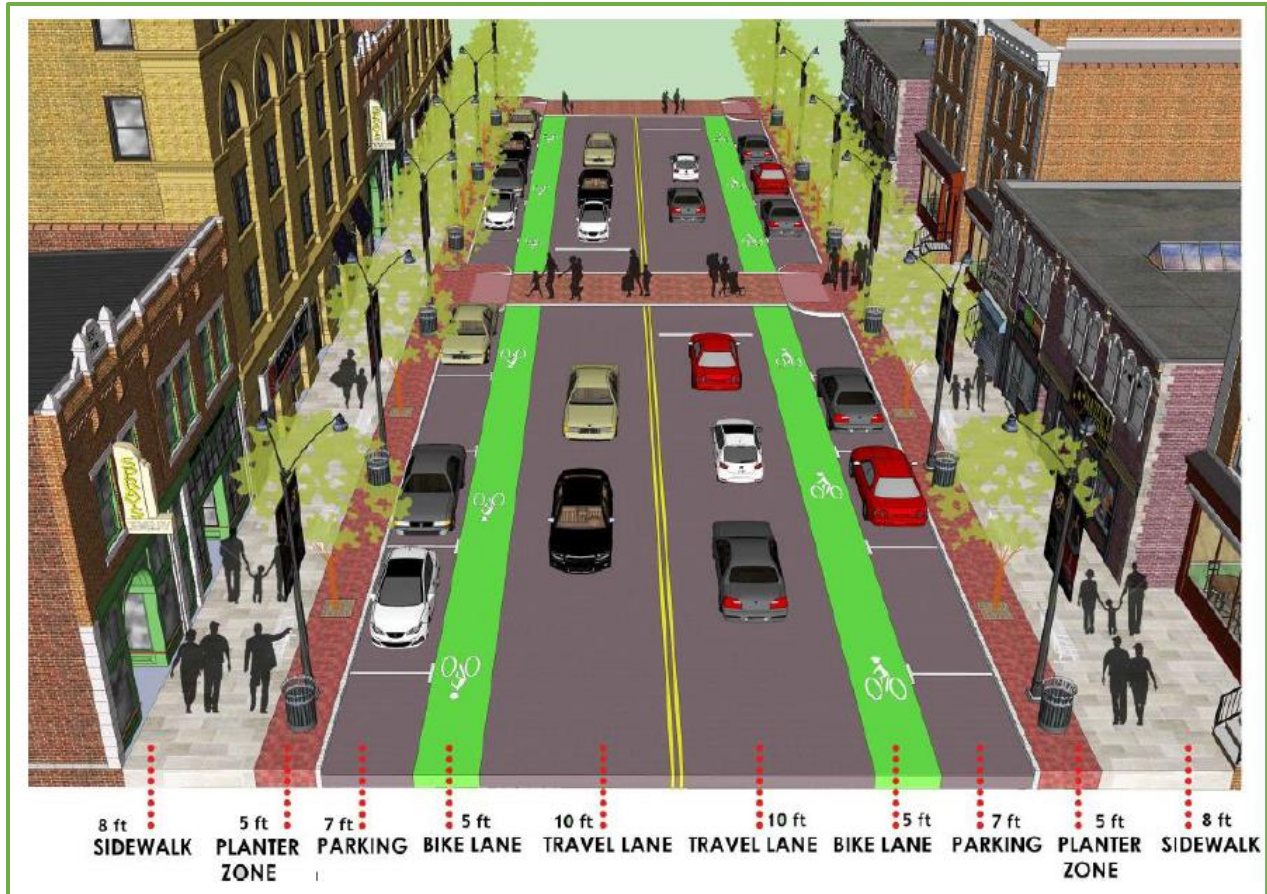 8 ft 5 ft 7 ft 5 ft 10 ft 10 ft 5 ft 7 ft 5 ft 8 ft
SIDEWALK PLANTER PARKING BIKE LANE TRAVEL LANE TRAVEL LANE BIKE LANE PARKING PLANTER SIDEWALK
ZONE ZONE